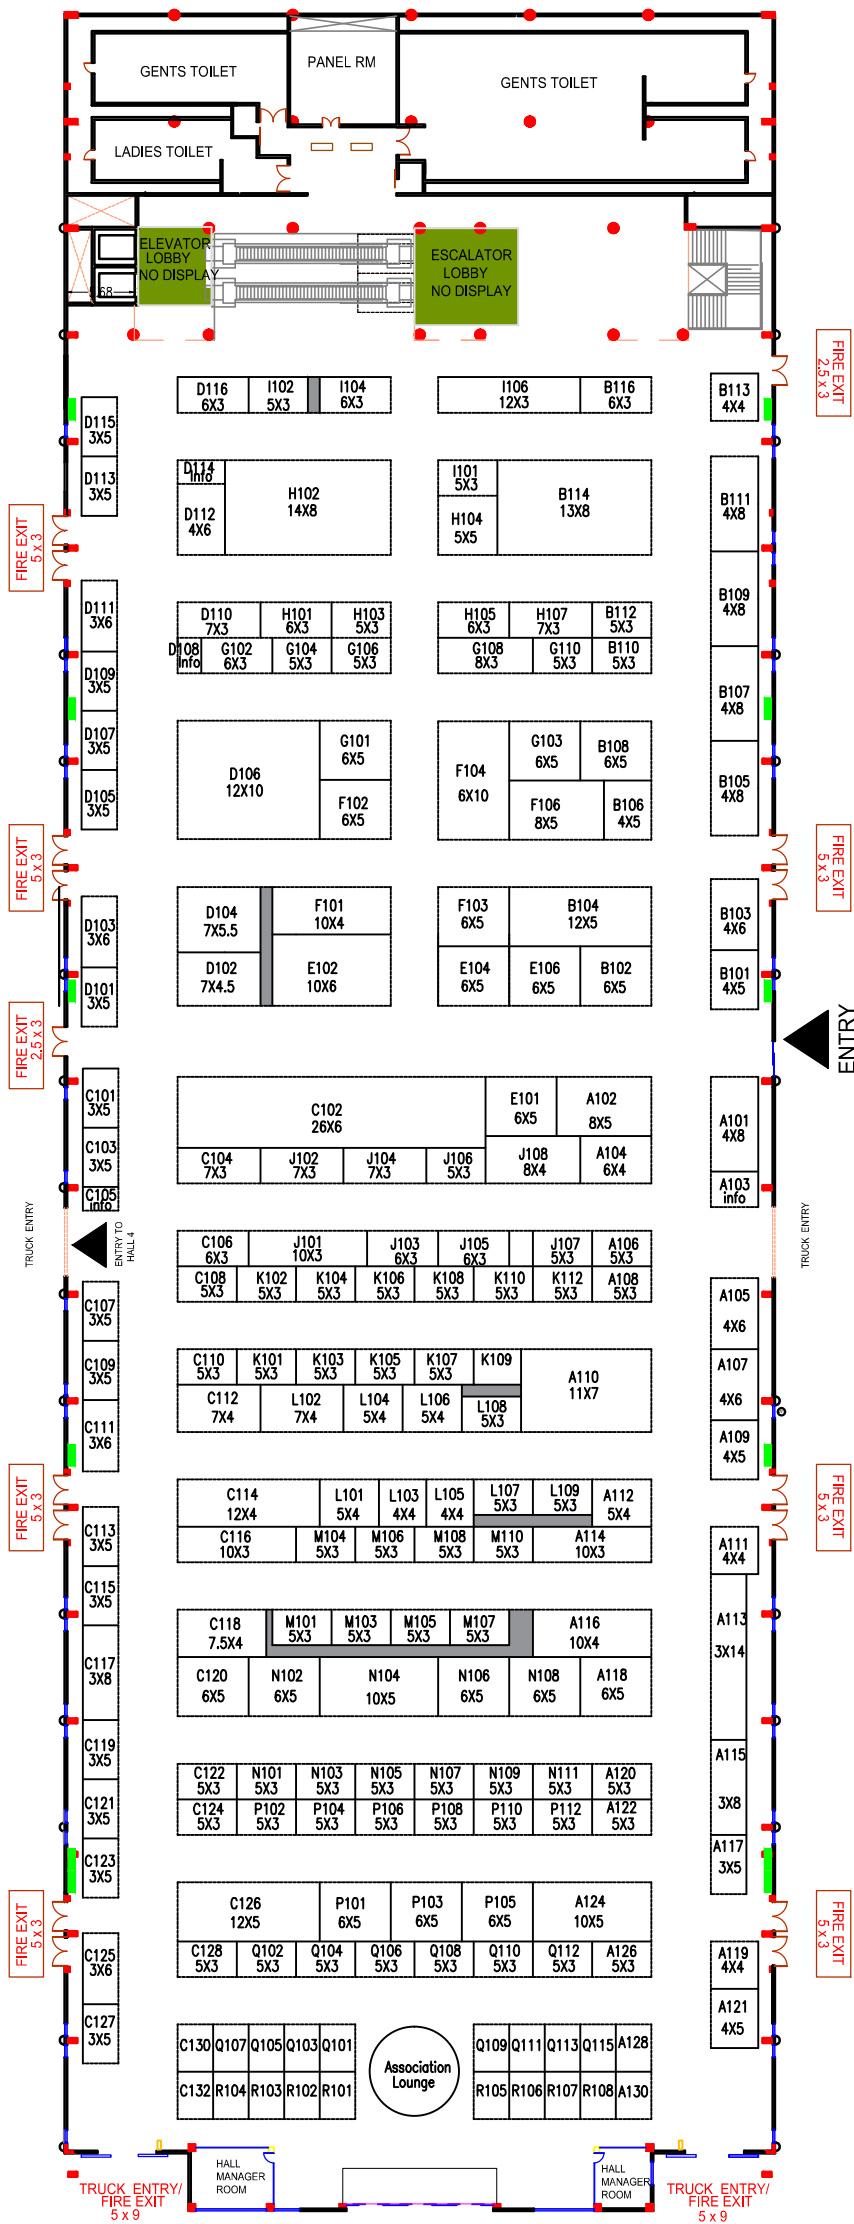 GENTS TOILET
PANEL RM
GENTS TOILET
LADIES TOILET
ELEVATOR
LOBBY
NO DISPLAY
ESCALATOR
LOBBY
NO DISPLAY
FIRE EXIT
2.5 x 3
D116
6X3
I102
5X3
I104
6X3
I106
12X3
B116
6X3
B113
4X4
D115
3X5
D113
3X5
D114
Info
D112
4X6
H102
14X8
I101
5X3
H104
5X5
B114
13X8
B111
4X8
FIRE EXIT
5 x 3
D111
3X6
D110
7X3
H101
6X3
H103
5X3
H105
6X3
H107
7X3
B112
5X3
B109
4X8
D108
Info
G102
6X3
G104
5X3
G106
5X3
G108
8X3
G110
5X3
B110
5X3
D109
3X5
B107
4X8
D107
3X5
D106
12X10
G101
6X5
F102
6X5
F104
6X10
G103
6X5
B108
6X5
F106
8X5
B106
4X5
D105
3X5
B105
4X8
FIRE EXIT
5 x 3
FIRE EXIT
5 x 3
D103
3X6
D104
7X5.5
F101
10X4
F103
6X5
B104
12X5
B103
4X6
D101
3X5
D102
7X4.5
E102
10X6
E104
6X5
E106
6X5
B102
6X5
B101
4X5
FIRE EXIT
2.5 x 3
ENTRY
C101
3X5
C102
26X6
E101
6X5
A102
8X5
A101
4X8
C103
3X5
C104
7X3
J102
7X3
J104
7X3
J106
5X3
J108
8X4
A104
6X4
C105
info
A103
info
TRUCK ENTRY
ENTRY TO
HALL 4
TRUCK ENTRY
C106
6X3
J101
10X3
J103
6X3
J105
6X3
J107
5X3
A106
5X3
C108
5X3
K102
5X3
K104
5X3
K106
5X3
K108
5X3
K110
5X3
K112
5X3
A108
5X3
C107
3X5
A105
4X6
C109
3X5
C110
5X3
K101
5X3
K103
5X3
K105
5X3
K107
5X3
K109
A110
11X7
A107
4X6
C112
7X4
L102
7X4
L104
5X4
L106
5X4
L108
5X3
C111
3X6
A109
4X5
FIRE EXIT
5 x 3
FIRE EXIT
5 x 3
C114
12X4
L101
5X4
L103
4X4
L105
4X4
L107
5X3
L109
5X3
A112
5X4
C113
3X5
C116
10X3
M104
5X3
M106
5X3
M108
5X3
M110
5X3
A114
10X3
A111
4X4
C115
3X5
C118
7.5X4
M101
5X3
M103
5X3
M105
5X3
M107
5X3
A116
10X4
A113
3X14
C117
3X8
C120
6X5
N102
6X5
N104
10X5
N106
6X5
N108
6X5
A118
6X5
C119
3X5
A115
3X8
C122
5X3
N101
5X3
N103
5X3
N105
5X3
N107
5X3
N109
5X3
N111
5X3
A120
5X3
C121
3X5
C124
5X3
P102
5X3
P104
5X3
P106
5X3
P108
5X3
P110
5X3
P112
5X3
A122
5X3
C123
3X5
A117
3X5
FIRE EXIT
5 x 3
FIRE EXIT
5 x 3
C126
12X5
P101
6X5
P103
6X5
P105
6X5
A124
10X5
C125
3X6
C128
5X3
Q102
5X3
Q104
5X3
Q106
5X3
Q108
5X3
Q110
5X3
Q112
5X3
A126
5X3
A119
4X4
C127
3X5
A121
4X5
C130 Q107 Q105 Q103 Q101
Q109 Q111 Q113 Q115 A128
Association
Lounge
C132 R104 R103 R102 R101
R105 R106 R107 R108 A130
HALL
MANAGER
ROOM
HALL
MANAGER
ROOM
TRUCK ENTRY/
FIRE EXIT
5 x 9
TRUCK ENTRY/
FIRE EXIT
5 x 9